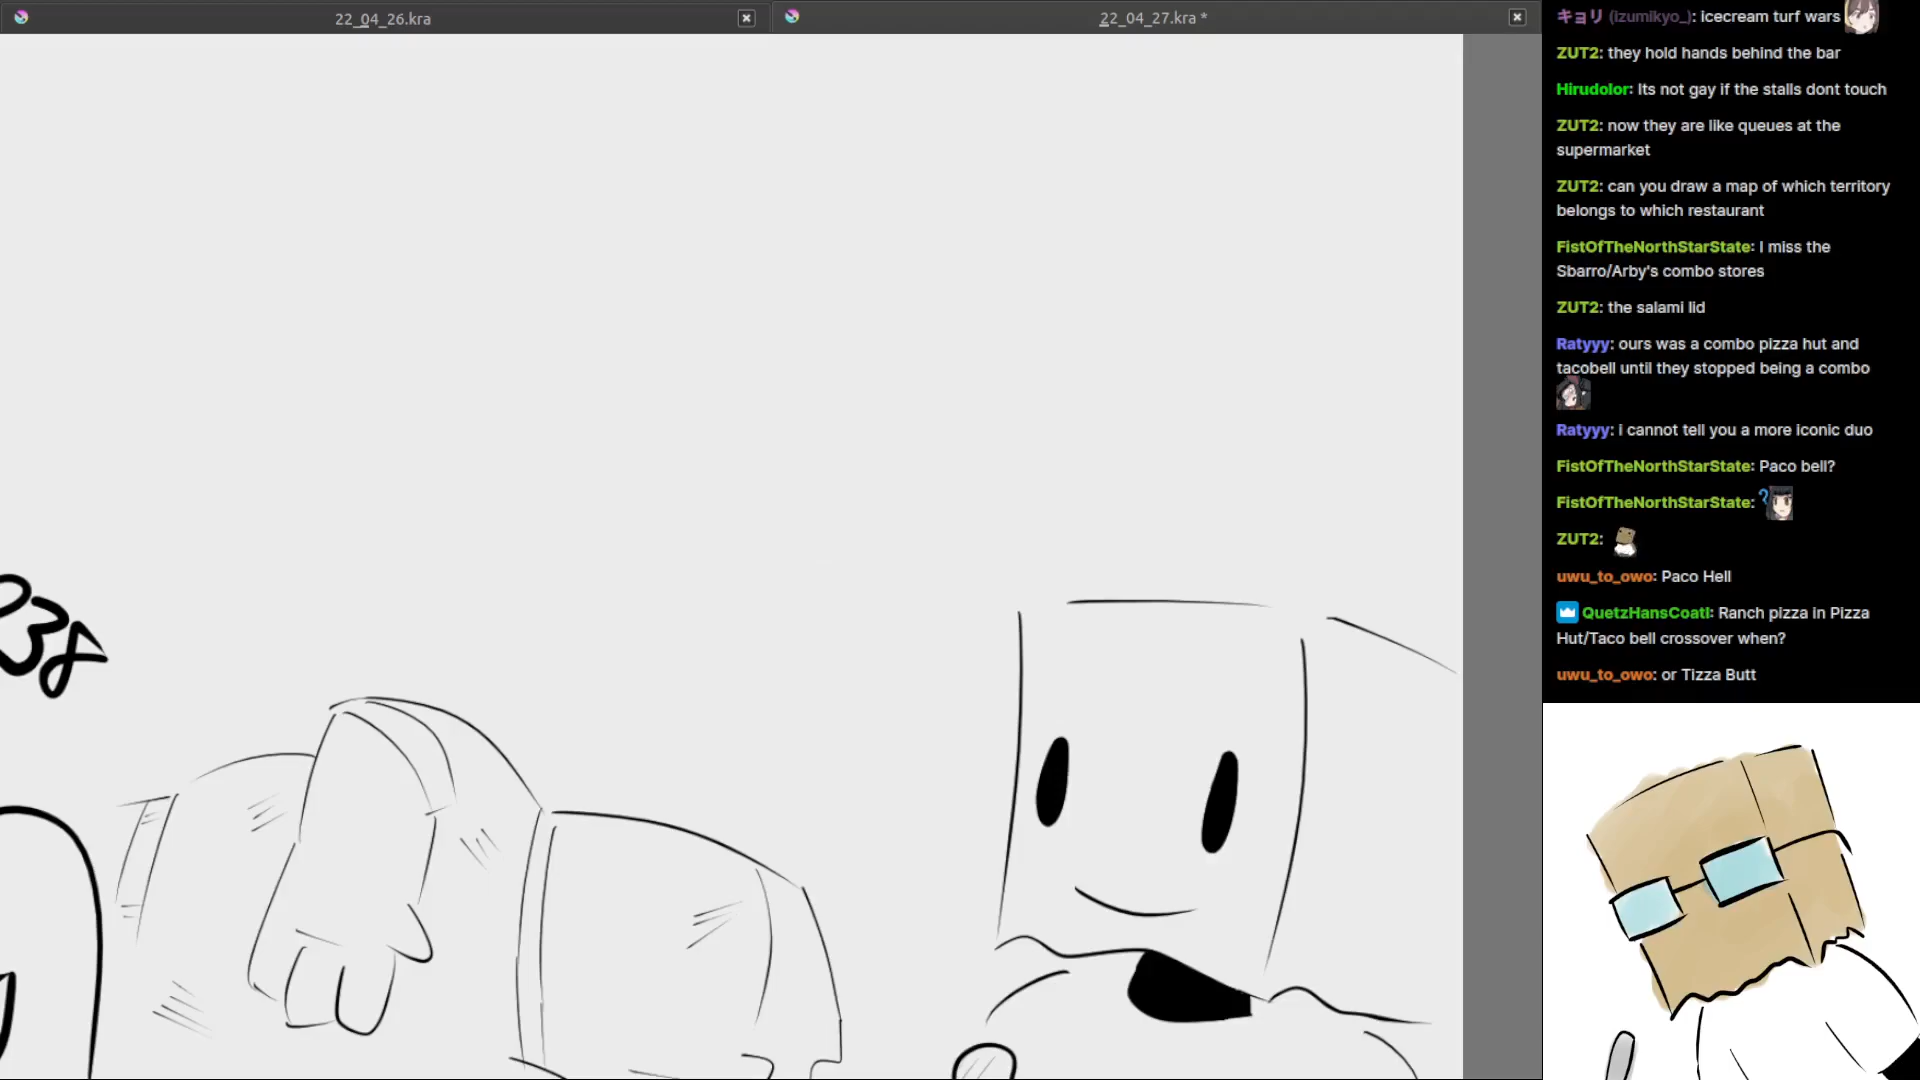 22_04_26.kra
22_04_27.kra *
キョリ (izumikyo_): icecream turf wars
ZUT2: they hold hands behind the bar
Hirudolor: Its not gay if the stalls dont touch
ZUT2: now they are like queues at the
supermarket
ZUT2: can you draw a map of which territory
belongs to which restaurant
FistOfTheNorthStarState: I miss the
Sbarro/Arby's combo stores
ZUT2: the salami lid
Ratyyy: ours was a combo pizza hut and
tacobell until they stopped being a combo
Ratyyy: i cannot tell you a more iconic duo
FistOfTheNorthStarState: Paco bell?
FistOfTheNorthStarState:
ZUT2:
uwu_to_owo: Paco Hell
QuetzHansCoatl: Ranch pizza in Pizza
Hut/Taco bell crossover when?
uwu_to_owo: or Tizza Butt